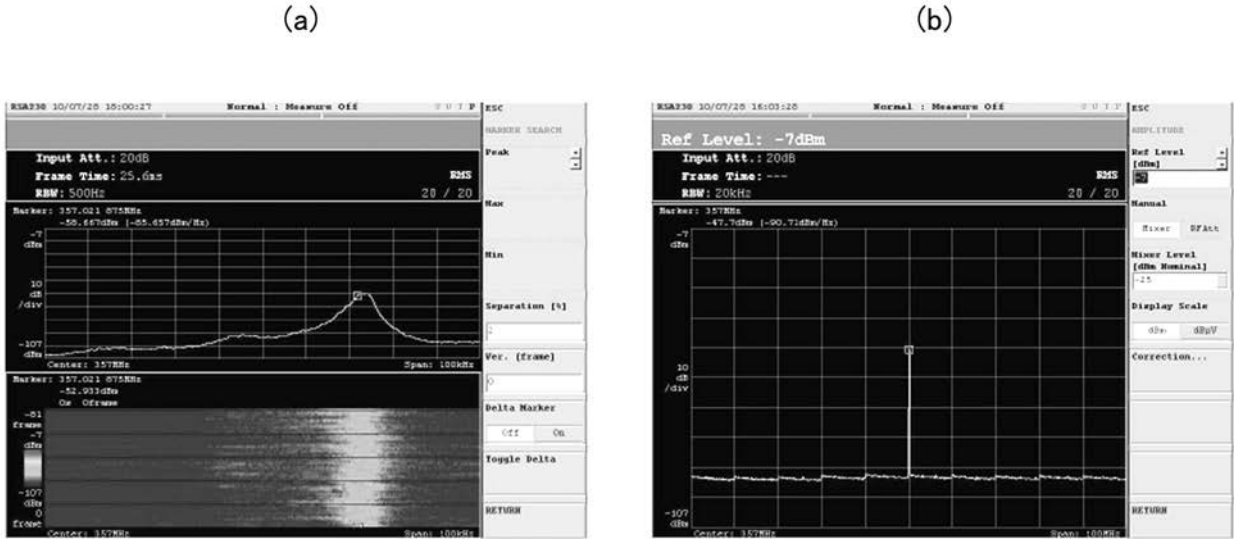 (a)
(b)
RSA230 10/07/28 18:00:27 Normal : Measure Off
ESC
MARKER SEARCH
Input Att.: 20dB
Frame Time: 25.6ms
RMS
RBW: 500Hz
20 / 20
Peak
Marker: 357.021 875MHz
-58.667dBm (-85.657dBm/Hz)
Max
-7
dBm
Min
10
dB
/div
Separation [%]
-107
dBm
Center: 357MHz
Span: 100kHz
Ver. (frame)
0
Marker: 357.021 875MHz
-52.933dBm
0s 0frame
-81
frame
-7
dBm
Delta Marker
Off On
Toggle Delta
-107
dBm
0
frame
Center: 357MHz
Span: 100kHz
RETURN
RSA230 10/07/28 16:03:28 Normal : Measure Off
ESC
Ref Level: -7dBm
AMPLITUDE
Input Att.: 20dB
Frame Time: ---
RMS
RBW: 20kHz
20 / 20
Ref Level
[dBm]
-7
Marker: 357MHz
-47.7dBm (-90.71dBm/Hz)
Manual
Mixer RFAtt
-7
dBm
Mixer Level
[dBm Nominal]
-25
Display Scale
dBm dBµV
10
dB
/div
Correction...
-107
dBm
Center: 357MHz
Span: 100MHz
RETURN